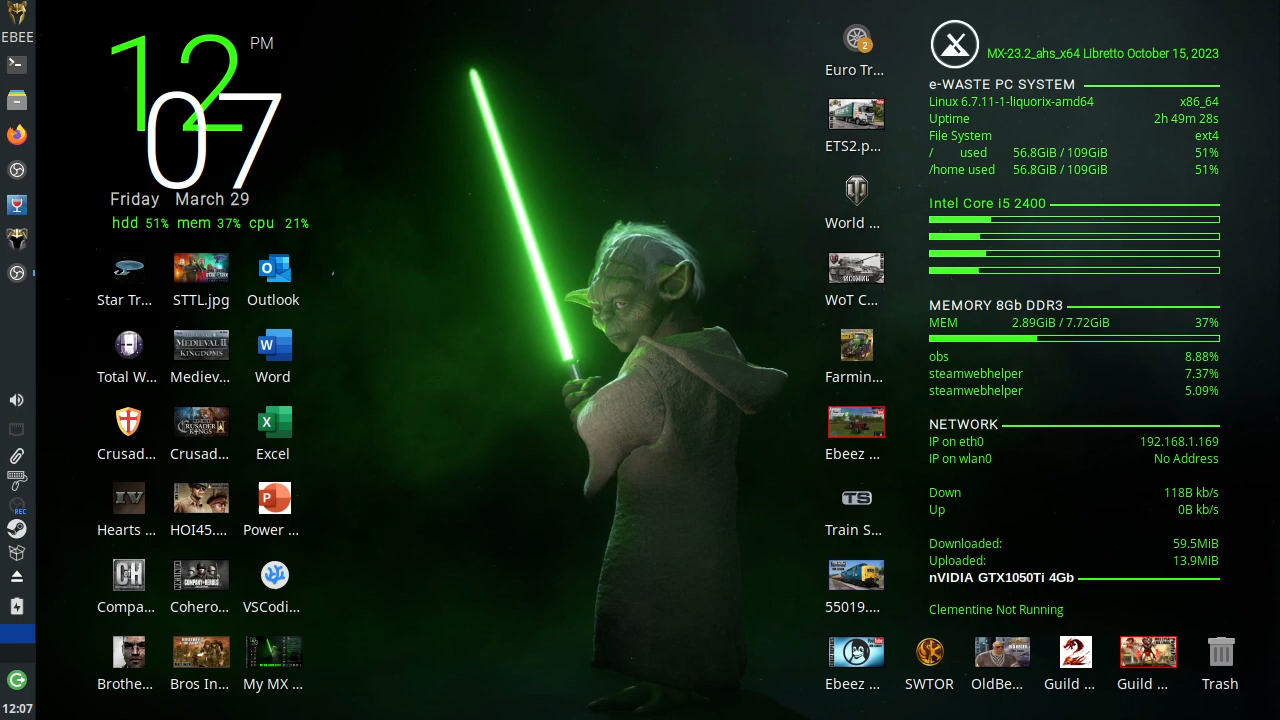 EBEE
12:07
12 PM
07
Friday March 29
hdd 51% mem 37% cpu 21%
Star Tr...
STTL.jpg
Outlook
Total W...
Mediev...
Word
Crusad...
Crusad...
Excel
Hearts ...
HOI45....
Power ...
Compa...
Cohero...
VSCodi...
Brothe...
Bros In...
My MX ...
Euro Tr...
ETS2.p...
World ...
WoT C...
Farmin...
Ebeez ...
Train S...
55019....
Ebeez ...
SWTOR
OldBe...
Guild ...
Guild ...
Trash
MX-23.2_ahs_x64 Libretto October 15, 2023
e-WASTE PC SYSTEM
Linux 6.7.11-1-liquorix-amd64 x86_64
Uptime 2h 49m 28s
File System ext4
/ used 56.8GiB / 109GiB 51%
/home used 56.8GiB / 109GiB 51%
Intel Core i5 2400
MEMORY 8Gb DDR3
MEM 2.89GiB / 7.72GiB 37%
obs 8.88%
steamwebhelper 7.37%
steamwebhelper 5.09%
NETWORK
IP on eth0 192.168.1.169
IP on wlan0 No Address
Down 118B kb/s
Up 0B kb/s
Downloaded: 59.5MiB
Uploaded: 13.9MiB
nVIDIA GTX1050Ti 4Gb
Clementine Not Running